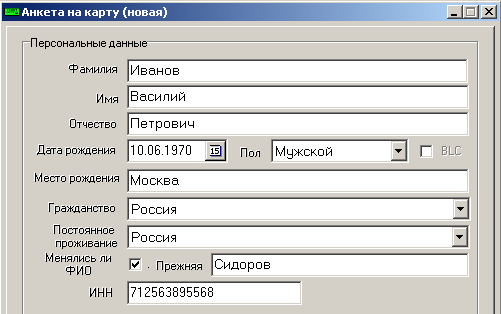 Анкета на карту (новая)
Персональные данные
Фамилия Иванов
Имя Василий
Отчество Петрович
Дата рождения 10.06.1970 15 Пол Мужской BLC
Место рождения Москва
Гражданство Россия
Постоянное
проживание Россия
Менялись ли
ФИО . Прежняя Сидоров
ИНН 712563895568